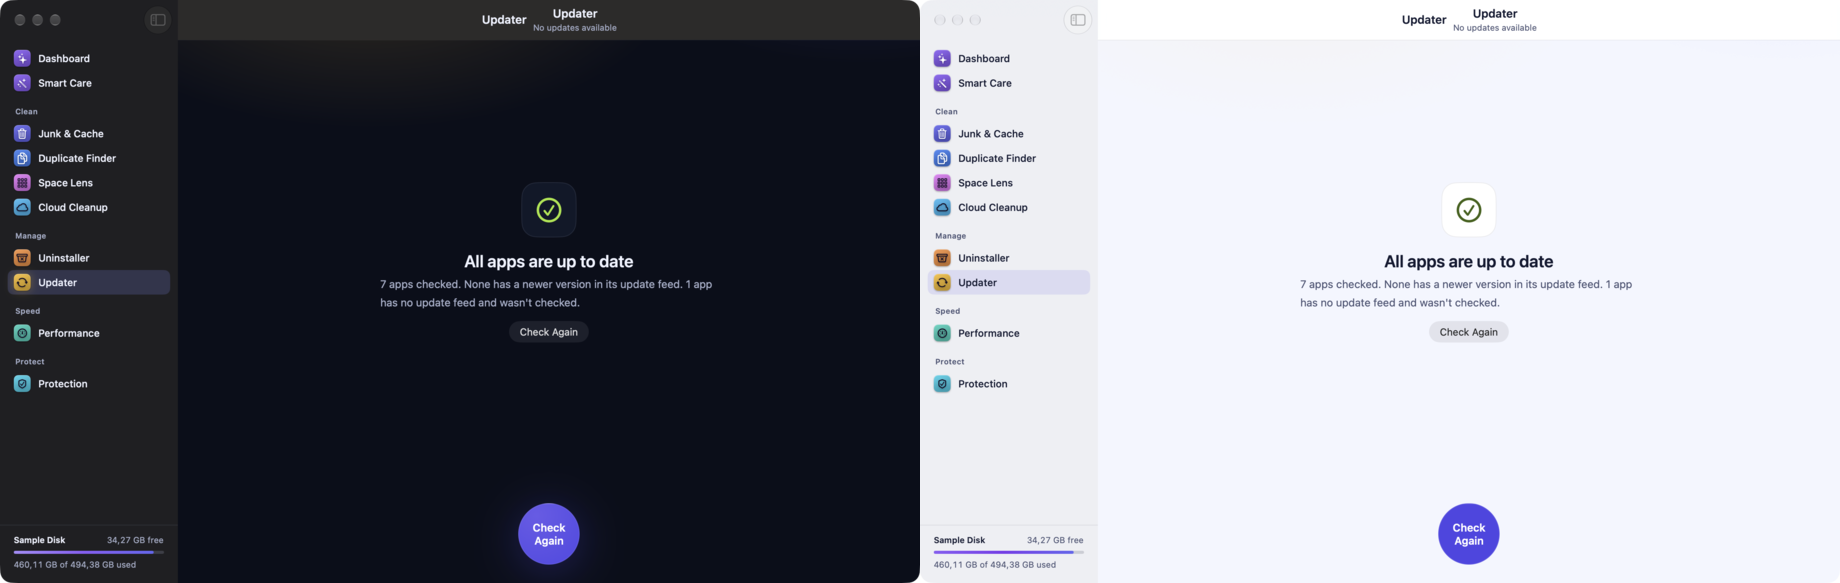 Updater
Updater
No updates available
Dashboard
Smart Care
Clean
Junk & Cache
Duplicate Finder
Space Lens
Cloud Cleanup
Manage
Uninstaller
Updater
Speed
Performance
Protect
Protection
Sample Disk
34,27 GB free
460,11 GB of 494,38 GB used
All apps are up to date
7 apps checked. None has a newer version in its update feed. 1 app
has no update feed and wasn't checked.
Check Again
Check
Again
Updater
Updater
No updates available
Dashboard
Smart Care
Clean
Junk & Cache
Duplicate Finder
Space Lens
Cloud Cleanup
Manage
Uninstaller
Updater
Speed
Performance
Protect
Protection
Sample Disk
34,27 GB free
460,11 GB of 494,38 GB used
All apps are up to date
7 apps checked. None has a newer version in its update feed. 1 app
has no update feed and wasn't checked.
Check Again
Check
Again